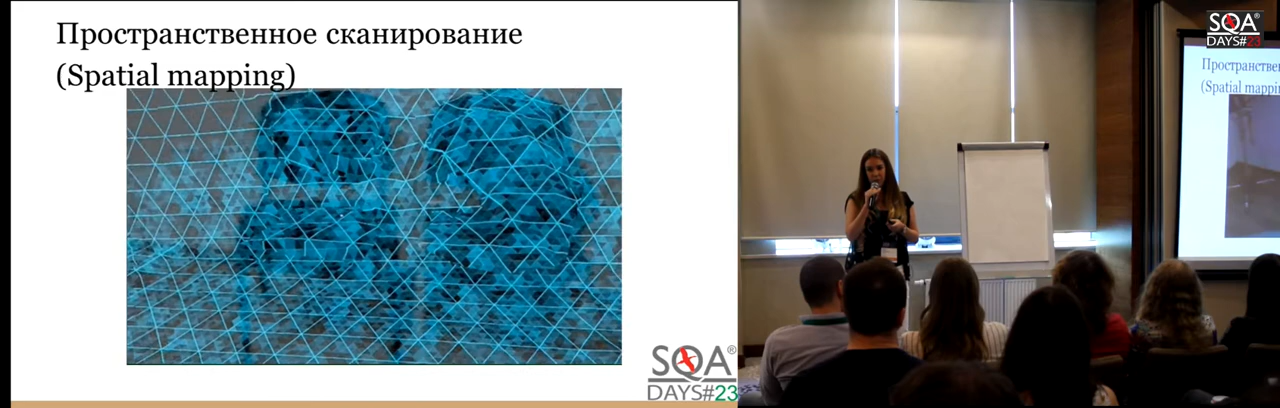 Пространственное сканирование
(Spatial mapping)
SQA®
DAYS#23
SQA®
DAYS#23
Пространствен
(Spatial mappin